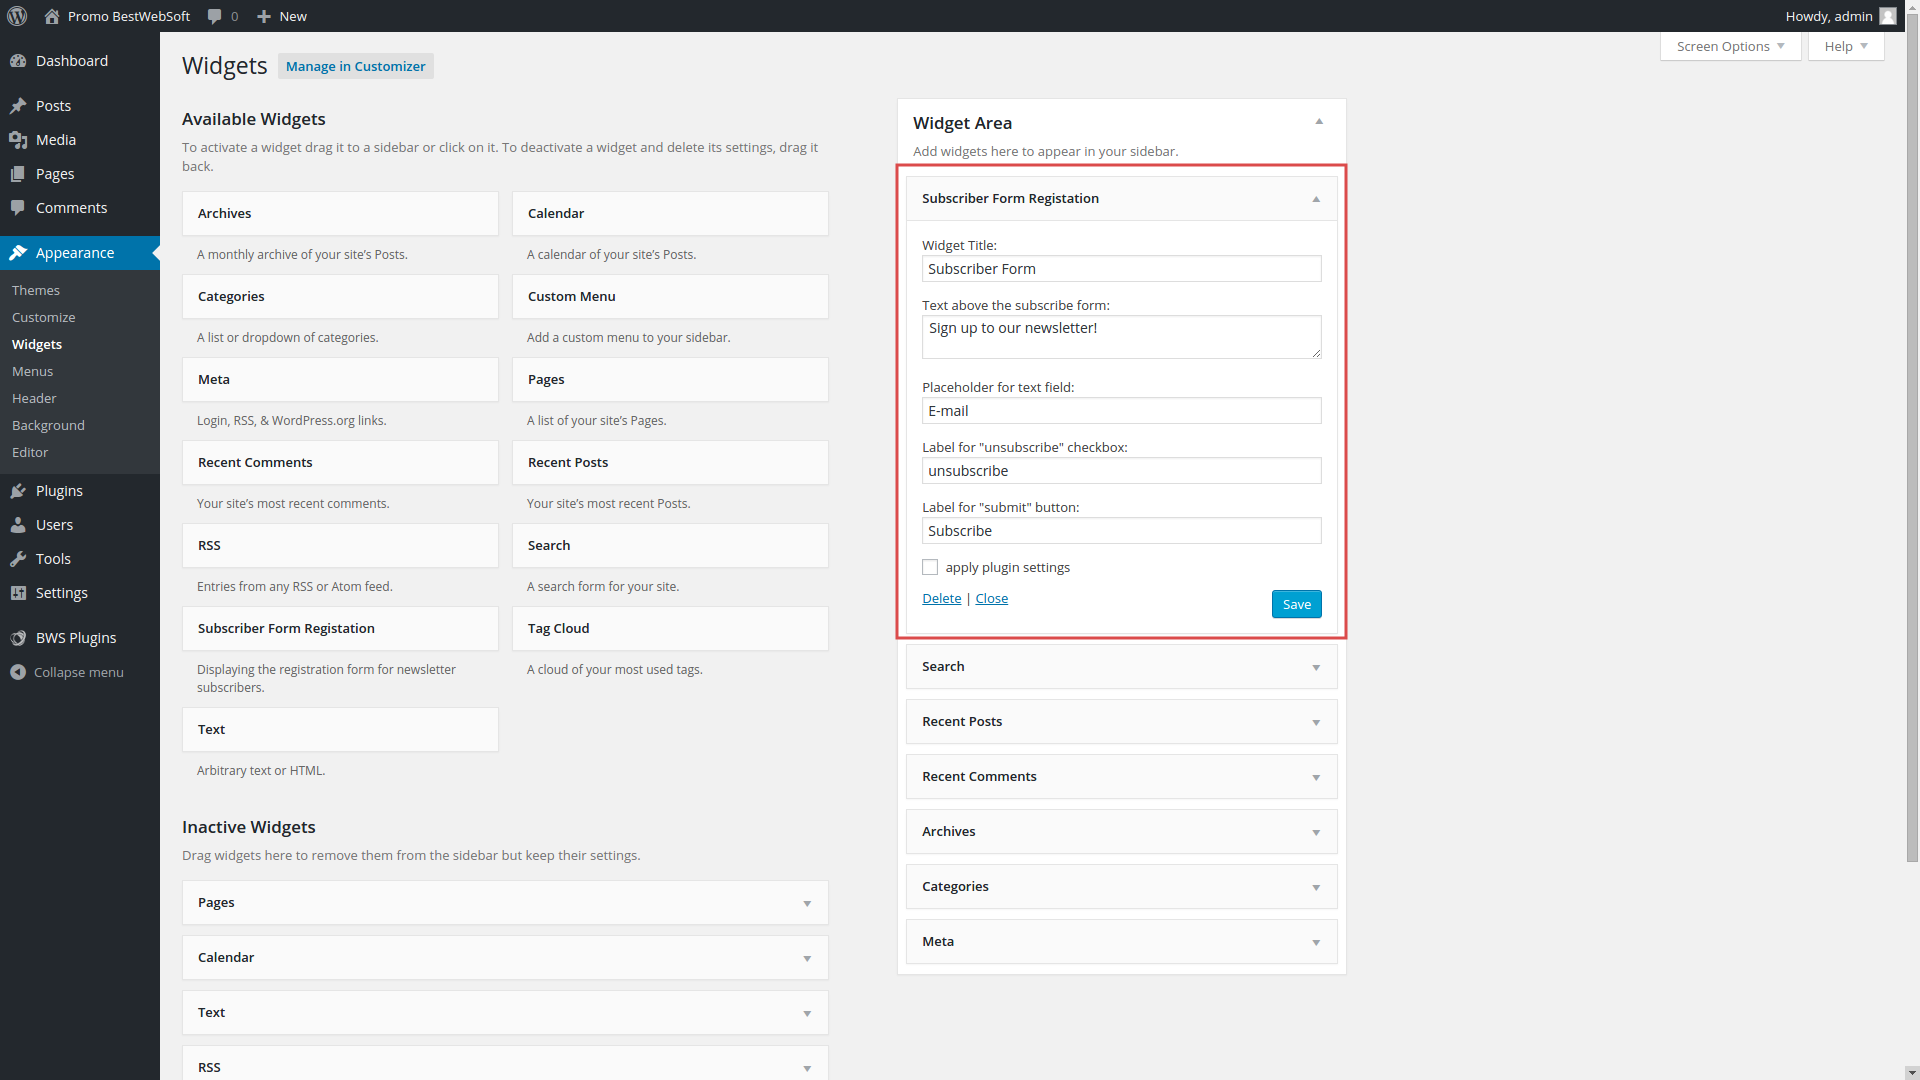 Promo BestWebSoft
0
New
Howdy, admin
Dashboard
Posts
Media
Pages
Comments
Appearance
Themes
Customize
Widgets
Menus
Header
Background
Editor
Plugins
Users
Tools
Settings
BWS Plugins
Collapse menu
Screen Options
Help
Widgets
Manage in Customizer
Available Widgets
To activate a widget drag it to a sidebar or click on it. To deactivate a widget and delete its settings, drag it
back.
Archives
A monthly archive of your site’s Posts.
Calendar
A calendar of your site’s Posts.
Categories
A list or dropdown of categories.
Custom Menu
Add a custom menu to your sidebar.
Meta
Login, RSS, & WordPress.org links.
Pages
A list of your site’s Pages.
Recent Comments
Your site’s most recent comments.
Recent Posts
Your site’s most recent Posts.
RSS
Entries from any RSS or Atom feed.
Search
A search form for your site.
Subscriber Form Registation
Displaying the registration form for newsletter
subscribers.
Tag Cloud
A cloud of your most used tags.
Text
Arbitrary text or HTML.
Inactive Widgets
Drag widgets here to remove them from the sidebar but keep their settings.
Pages
Calendar
Text
RSS
Widget Area
Add widgets here to appear in your sidebar.
Subscriber Form Registation
Widget Title:
Subscriber Form
Text above the subscribe form:
Sign up to our newsletter!
Placeholder for text field:
E-mail
Label for "unsubscribe" checkbox:
unsubscribe
Label for "submit" button:
Subscribe
apply plugin settings
Delete | Close
Save
Search
Recent Posts
Recent Comments
Archives
Categories
Meta